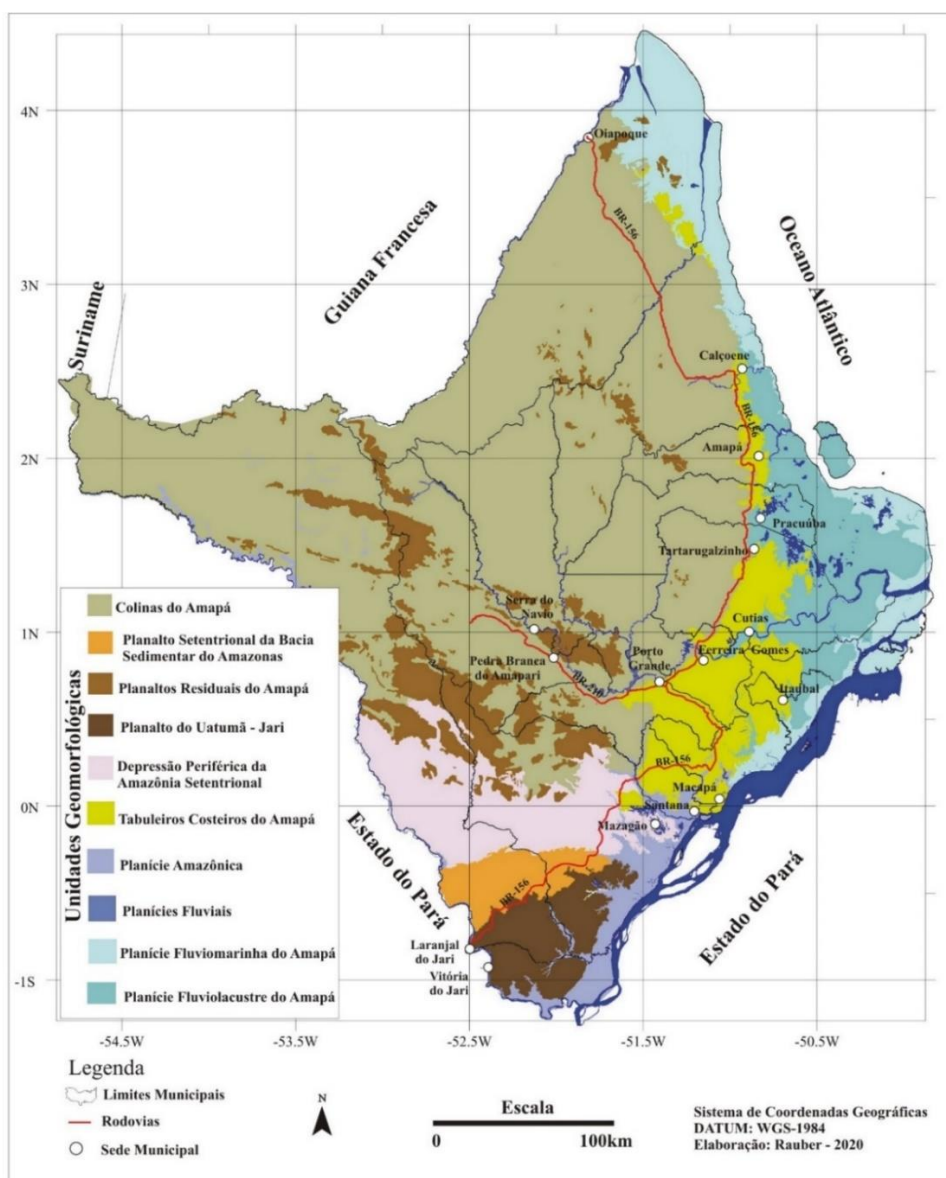 4N
3N
2N
1N
0N
-1S
Suriname
Guiana Francesa
Oceano Atlântico
Oiapoque
BR-156
Calçoene
BR-156
Amapá
Pracuúba
Tartarugalzinho
Serra do
Navio
Cutias
Porto
Grande
Ferreira Gomes
Pedra Branca
do Amapari
BR-210
Itaubal
BR-156
Macapá
Santana
Mazagão
Estado do Pará
Estado do Pará
BR-156
Laranjal
do Jari
Vitória
do Jari
Unidades Geomorfológicas
Colinas do Amapá
Planalto Setentrional da Bacia
Sedimentar do Amazonas
Planaltos Residuais do Amapá
Planalto do Uatumã - Jari
Depressão Periférica da
Amazônia Setentrional
Tabuleiros Costeiros do Amapá
Planície Amazônica
Planícies Fluviais
Planície Fluviomarinha do Amapá
Planície Fluviolacustre do Amapá
-54.5W
-53.5W
-52.5W
-51.5W
-50.5W
Legenda
Limites Municipais
Rodovias
Sede Municipal
N
Escala
0
100km
Sistema de Coordenadas Geográficas
DATUM: WGS-1984
Elaboração: Rauber - 2020